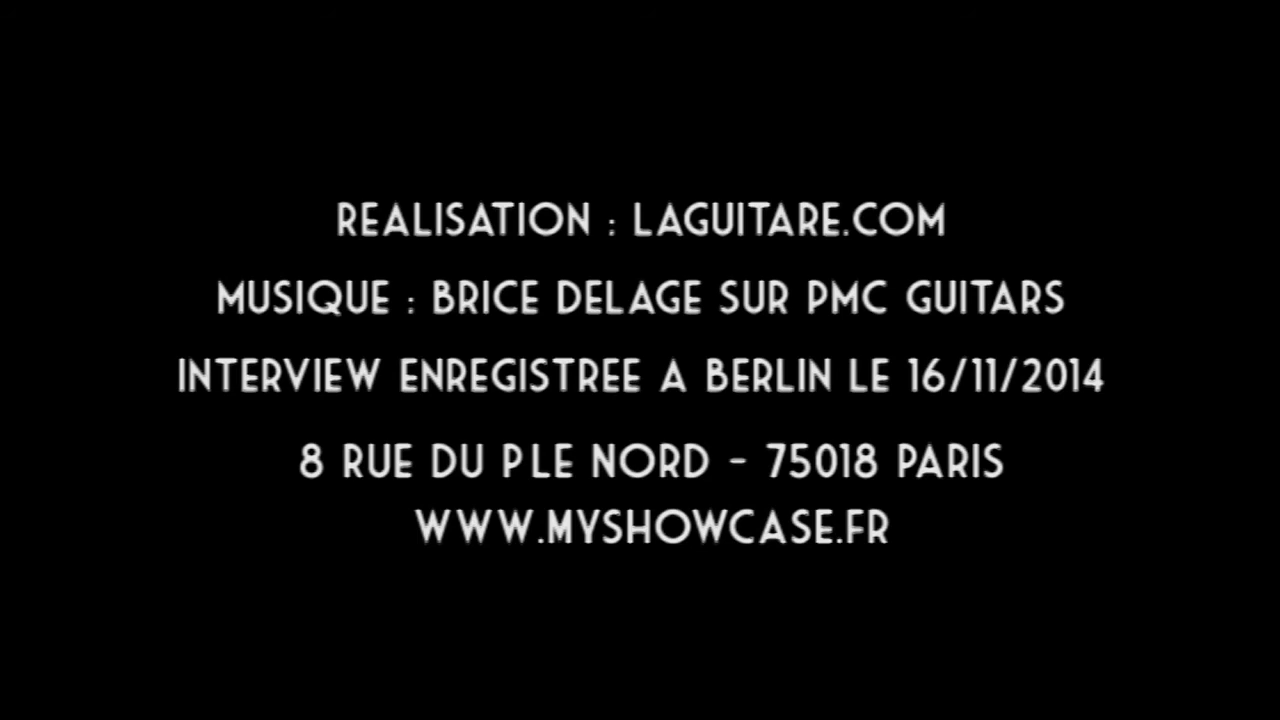 REALISATION : LAGUITARE.COM
MUSIQUE : BRICE DELAGE SUR PMC GUITARS
INTERVIEW ENREGISTREE A BERLIN LE 16/11/2014
8 RUE DU P LE NORD - 75018 PARIS
WWW.MYSHOWCASE.FR